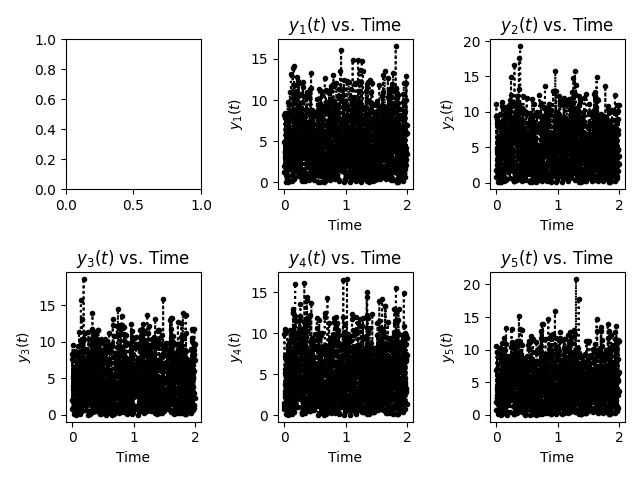 y₁(t) vs. Time
y₂(t) vs. Time
1.0
0.8
0.6
0.4
0.2
0.0
0.0 0.5 1.0
y₁(t)
15
10
5
0
0 1 2
Time
y₂(t)
20
15
10
5
0
0 1 2
Time
y₃(t) vs. Time
y₃(t)
15
10
5
0
0 1 2
Time
y₄(t) vs. Time
y₄(t)
15
10
5
0
0 1 2
Time
y₅(t) vs. Time
y₅(t)
20
15
10
5
0
0 1 2
Time